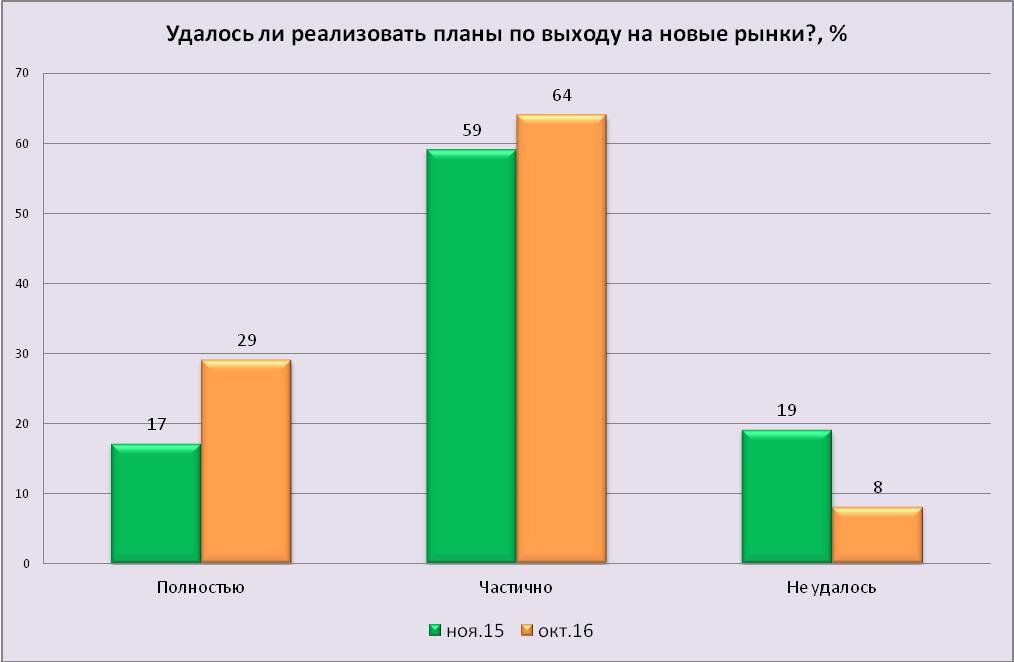 Удалось ли реализовать планы по выходу на новые рынки?, %
70
60
50
40
30
20
10
0
17
29
59
64
19
8
Полностью
Частично
Не удалось
ноя.15
окт.16